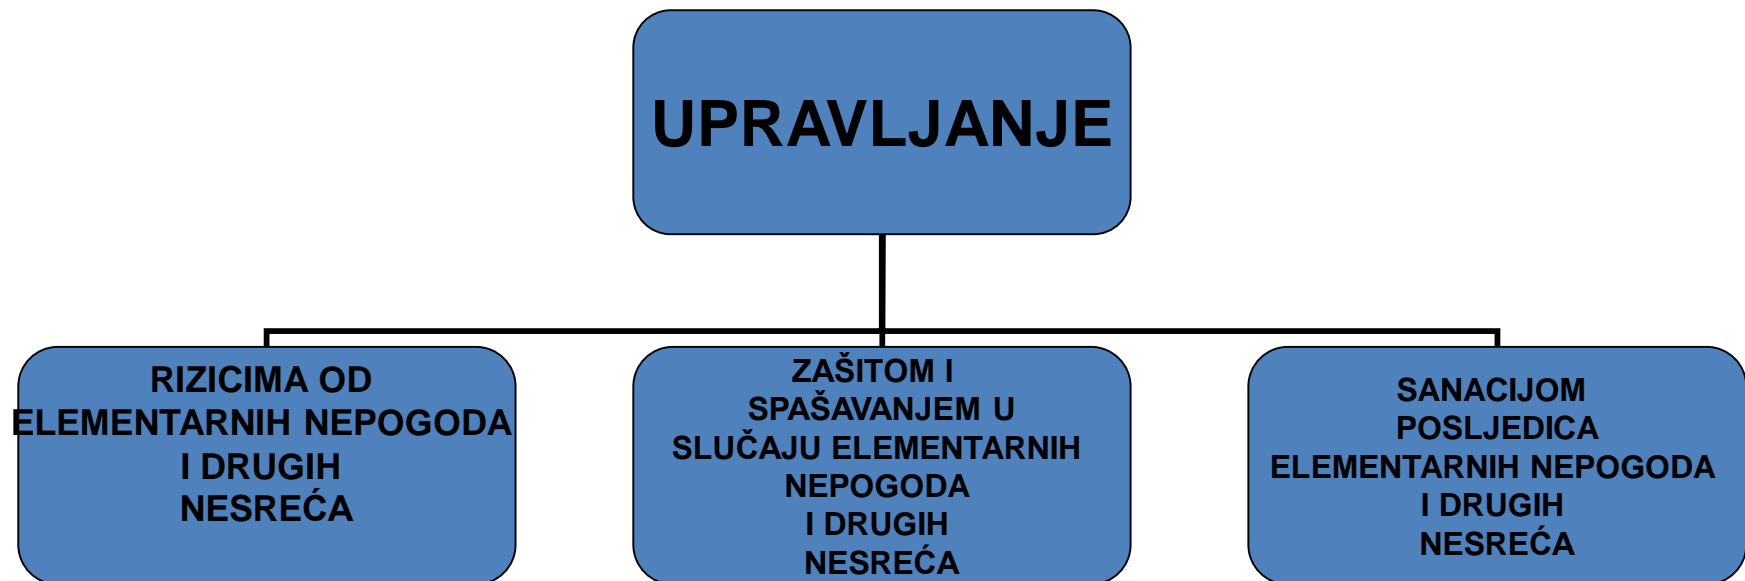 UPRAVLJANJE
RIZICIMA OD
ELEMENTARNIH NEPOGODA
I DRUGIH
NESREĆA
ZAŠITOM I
SPAŠAVANJEM U
SLUČAJU ELEMENTARNIH
NEPOGODA
I DRUGIH
NESREĆA
SANACIJOM
POSLJEDICA
ELEMENTARNIH NEPOGODA
I DRUGIH
NESREĆA